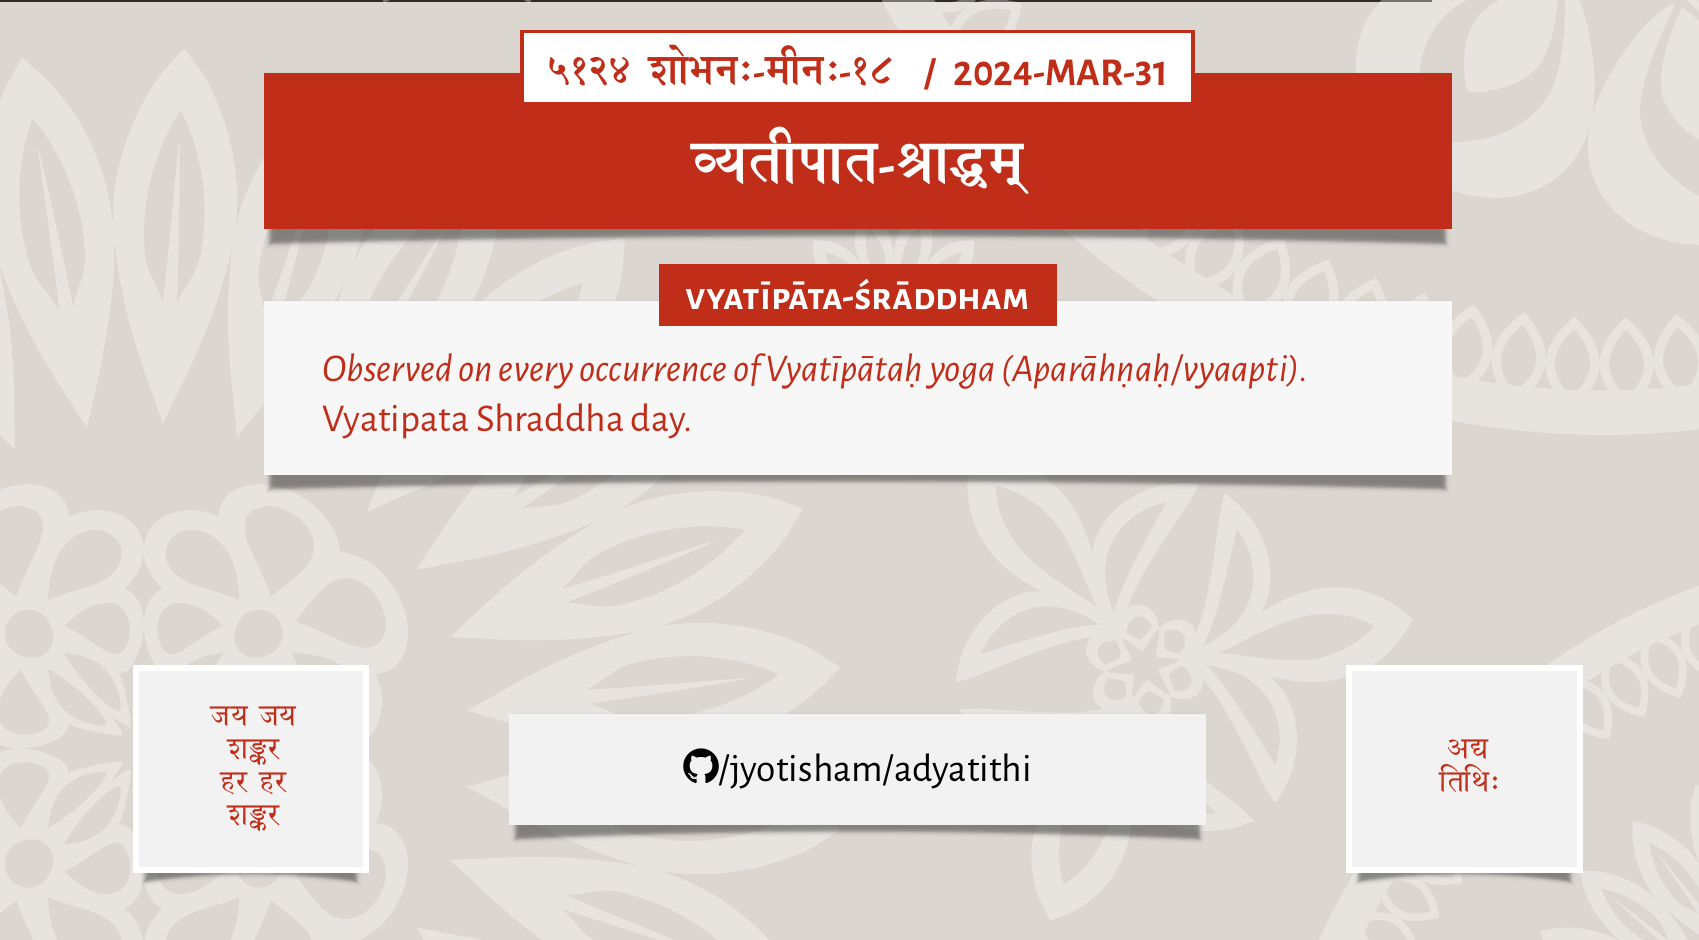 ५१२४ शोभनः-मीनः-१८ / 2024-MAR-31
व्यतीपात-श्राद्धम्
VYATĪPĀTA-ŚRĀDDHAM
Observed on every occurrence of Vyatīpātaḥ yoga (Aparāhṇaḥ/vyaapti).
Vyatipata Shraddha day.
जय जय
शङ्कर
हर हर
शङ्कर
/jyotisham/adyatithi
अद्य
तिथिः